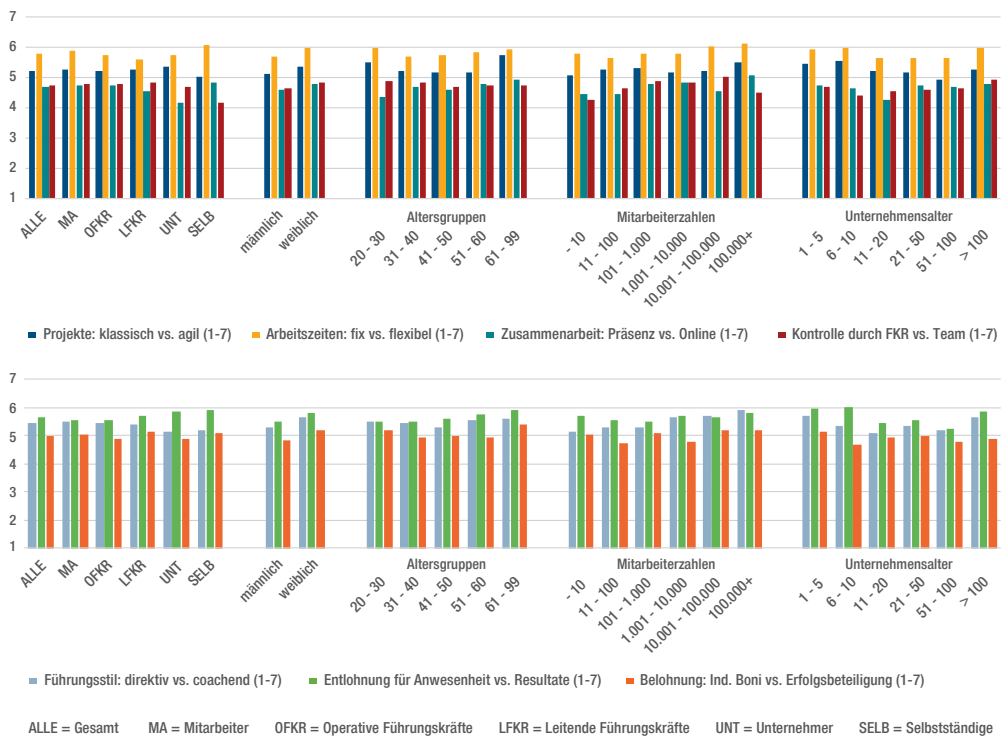 7
6
5
4
3
2
1
ALLE
MA
OFKR
LFKR
UNT
SELB
männlich
weiblich
Altersgruppen
20 - 30
31 - 40
41 - 50
51 - 60
61 - 99
Mitarbeiterzahlen
- 10
11 - 100
101 - 1.000
1.001 - 10.000
10.001 - 100.000
100.000+
Unternehmensalter
1 - 5
6 - 10
11 - 20
21 - 50
51 - 100
> 100
Projekte: klassisch vs. agil (1-7) Arbeitszeiten: fix vs. flexibel (1-7) Zusammenarbeit: Präsenz vs. Online (1-7) Kontrolle durch FKR vs. Team (1-7)
7
6
5
4
3
2
1
ALLE
MA
OFKR
LFKR
UNT
SELB
männlich
weiblich
Altersgruppen
20 - 30
31 - 40
41 - 50
51 - 60
61 - 99
Mitarbeiterzahlen
- 10
11 - 100
101 - 1.000
1.001 - 10.000
10.001 - 100.000
100.000+
Unternehmensalter
1 - 5
6 - 10
11 - 20
21 - 50
51 - 100
> 100
Führungsstil: direktiv vs. coachend (1-7) Entlohnung für Anwesenheit vs. Resultate (1-7) Belohnung: Ind. Boni vs. Erfolgsbeteiligung (1-7)
ALLE = Gesamt MA = Mitarbeiter OFKR = Operative Führungskräfte LFKR = Leitende Führungskräfte UNT = Unternehmer SELB = Selbstständige